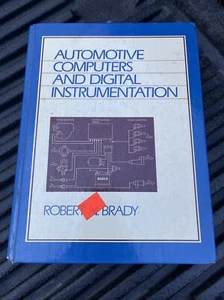 AUTOMOTIVE
COMPUTERS
AND DIGITAL
INSTRUMENTATION
ROBERT BRADY